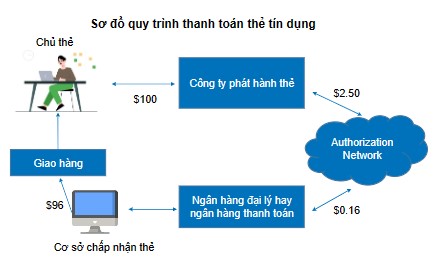 Sơ đồ quy trình thanh toán thẻ tín dụng
Chủ thẻ
Công ty phát hành thẻ
$100
$2.50
Authorization
Network
Giao hàng
$96
Ngân hàng đại lý hay
ngân hàng thanh toán
$0.16
Cơ sở chấp nhận thẻ